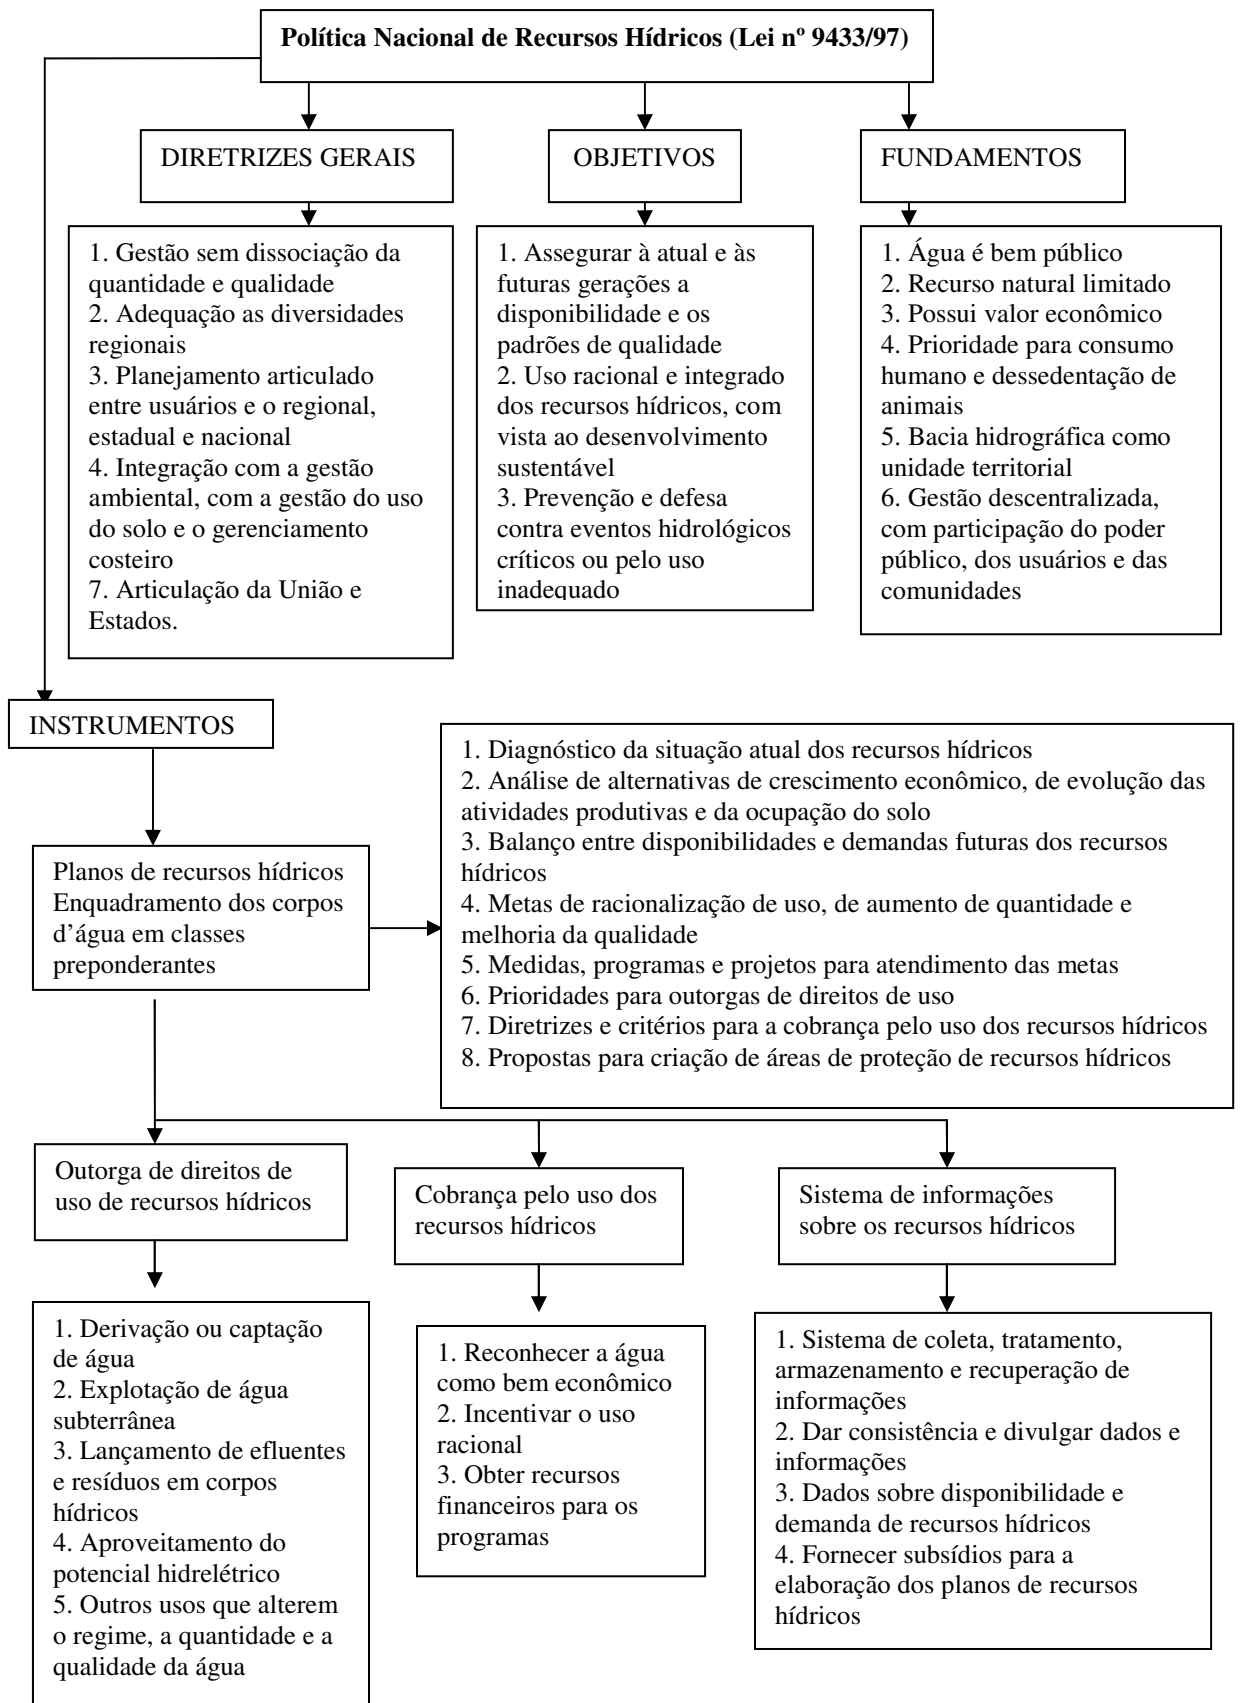 Política Nacional de Recursos Hídricos (Lei nº 9433/97)
DIRETRIZES GERAIS
OBJETIVOS
FUNDAMENTOS
1. Gestão sem dissociação da
quantidade e qualidade
2. Adequação as diversidades
regionais
3. Planejamento articulado
entre usuários e o regional,
estadual e nacional
4. Integração com a gestão
ambiental, com a gestão do uso
do solo e o gerenciamento
costeiro
7. Articulação da União e
Estados.
1. Assegurar à atual e às
futuras gerações a
disponibilidade e os
padrões de qualidade
2. Uso racional e integrado
dos recursos hídricos, com
vista ao desenvolvimento
sustentável
3. Prevenção e defesa
contra eventos hidrológicos
críticos ou pelo uso
inadequado
1. Água é bem público
2. Recurso natural limitado
3. Possui valor econômico
4. Prioridade para consumo
humano e dessedentação de
animais
5. Bacia hidrográfica como
unidade territorial
6. Gestão descentralizada,
com participação do poder
público, dos usuários e das
comunidades
INSTRUMENTOS
Planos de recursos hídricos
Enquadramento dos corpos
d’água em classes
preponderantes
1. Diagnóstico da situação atual dos recursos hídricos
2. Análise de alternativas de crescimento econômico, de evolução das
atividades produtivas e da ocupação do solo
3. Balanço entre disponibilidades e demandas futuras dos recursos
hídricos
4. Metas de racionalização de uso, de aumento de quantidade e
melhoria da qualidade
5. Medidas, programas e projetos para atendimento das metas
6. Prioridades para outorgas de direitos de uso
7. Diretrizes e critérios para a cobrança pelo uso dos recursos hídricos
8. Propostas para criação de áreas de proteção de recursos hídricos
Outorga de direitos de
uso de recursos hídricos
Cobrança pelo uso dos
recursos hídricos
Sistema de informações
sobre os recursos hídricos
1. Derivação ou captação
de água
2. Explotação de água
subterrânea
3. Lançamento de efluentes
e resíduos em corpos
hídricos
4. Aproveitamento do
potencial hidrelétrico
5. Outros usos que alterem
o regime, a quantidade e a
qualidade da água
1. Reconhecer a água
como bem econômico
2. Incentivar o uso
racional
3. Obter recursos
financeiros para os
programas
1. Sistema de coleta, tratamento,
armazenamento e recuperação de
informações
2. Dar consistência e divulgar dados e
informações
3. Dados sobre disponibilidade e
demanda de recursos hídricos
4. Fornecer subsídios para a
elaboração dos planos de recursos
hídricos